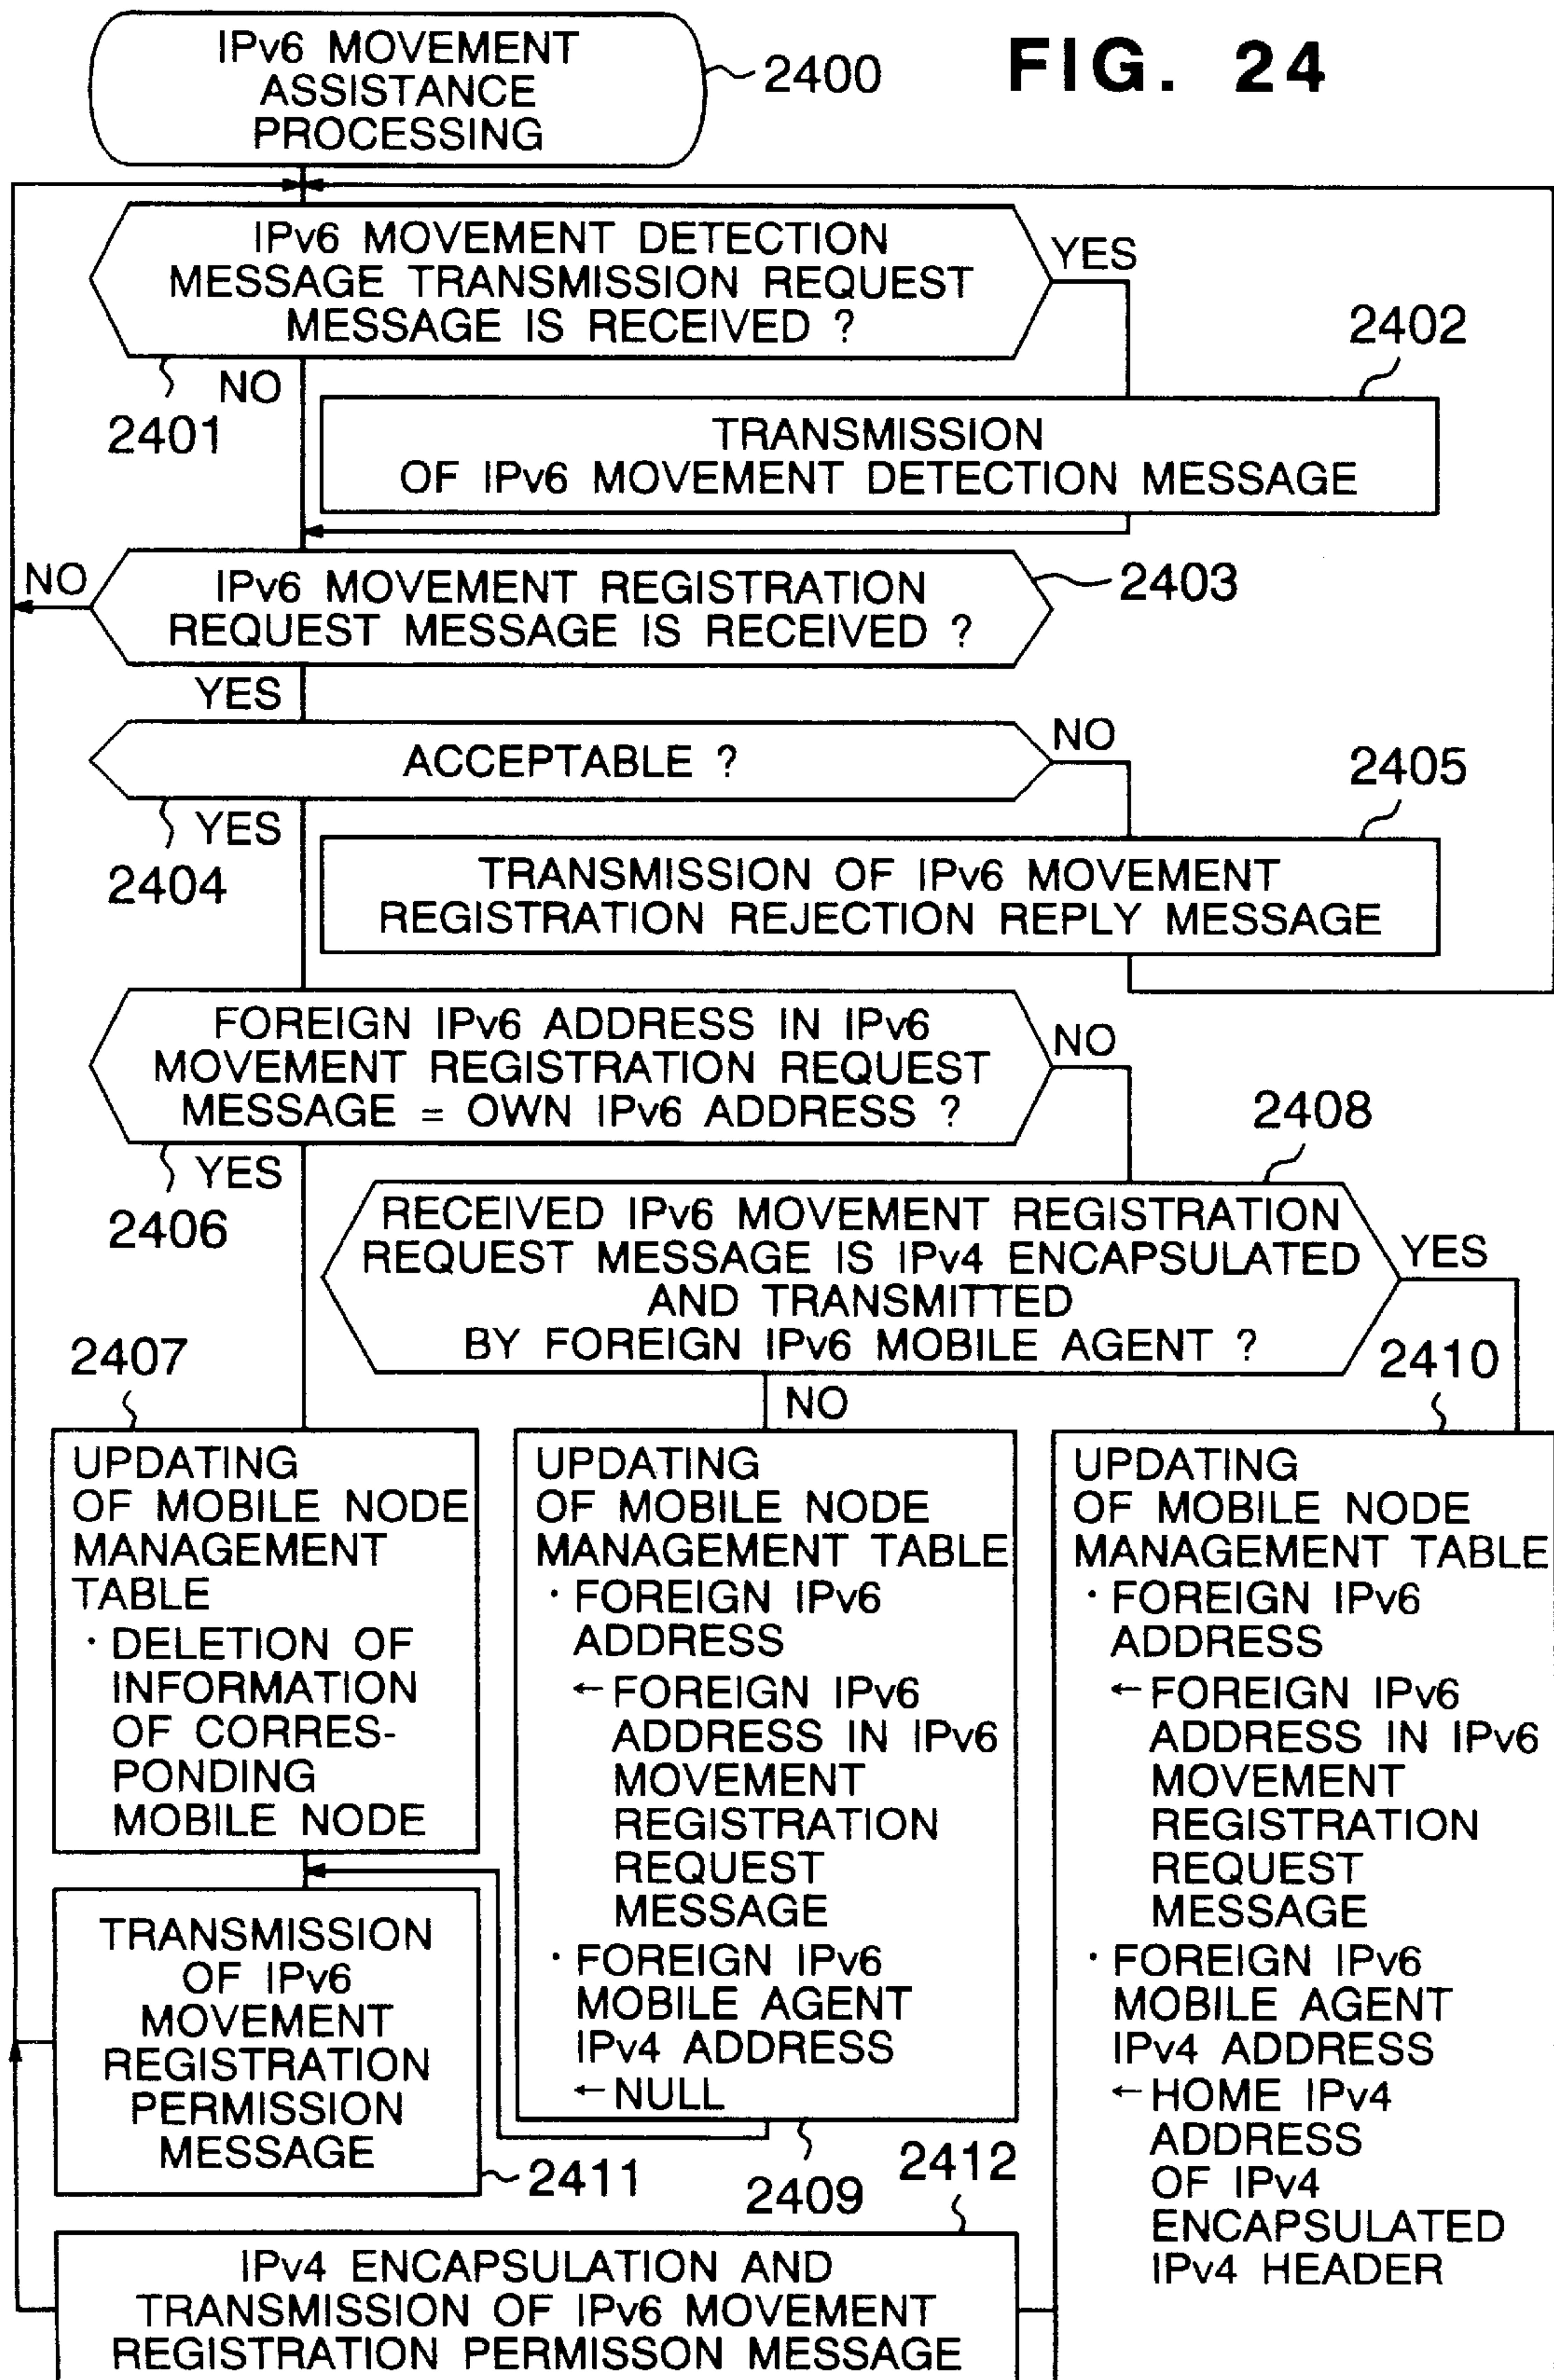 FIG. 24
IPv6 MOVEMENT
ASSISTANCE
PROCESSING
2400
IPv6 MOVEMENT DETECTION
MESSAGE TRANSMISSION REQUEST
MESSAGE IS RECEIVED ?
YES
NO
2401
2402
TRANSMISSION
OF IPv6 MOVEMENT DETECTION MESSAGE
NO
IPv6 MOVEMENT REGISTRATION
REQUEST MESSAGE IS RECEIVED ?
2403
YES
ACCEPTABLE ?
NO
YES
2404
2405
TRANSMISSION OF IPv6 MOVEMENT
REGISTRATION REJECTION REPLY MESSAGE
FOREIGN IPv6 ADDRESS IN IPv6
MOVEMENT REGISTRATION REQUEST
MESSAGE = OWN IPv6 ADDRESS ?
NO
YES
2406
2408
RECEIVED IPv6 MOVEMENT REGISTRATION
REQUEST MESSAGE IS IPv4 ENCAPSULATED
AND TRANSMITTED
BY FOREIGN IPv6 MOBILE AGENT ?
YES
NO
2407
UPDATING
OF MOBILE NODE
MANAGEMENT
TABLE
· DELETION OF
INFORMATION
OF CORRES-
PONDING
MOBILE NODE
UPDATING
OF MOBILE NODE
MANAGEMENT TABLE
· FOREIGN IPv6
ADDRESS
← FOREIGN IPv6
ADDRESS IN IPv6
MOVEMENT
REGISTRATION
REQUEST
MESSAGE
· FOREIGN IPv6
MOBILE AGENT
IPv4 ADDRESS
← NULL
2409
2410
UPDATING
OF MOBILE NODE
MANAGEMENT TABLE
· FOREIGN IPv6
ADDRESS
← FOREIGN IPv6
ADDRESS IN IPv6
MOVEMENT
REGISTRATION
REQUEST
MESSAGE
· FOREIGN IPv6
MOBILE AGENT
IPv4 ADDRESS
← HOME IPv4
ADDRESS
OF IPv4
ENCAPSULATED
IPv4 HEADER
TRANSMISSION
OF IPv6
MOVEMENT
REGISTRATION
PERMISSION
MESSAGE
2411
2412
IPv4 ENCAPSULATION AND
TRANSMISSION OF IPv6 MOVEMENT
REGISTRATION PERMISSON MESSAGE